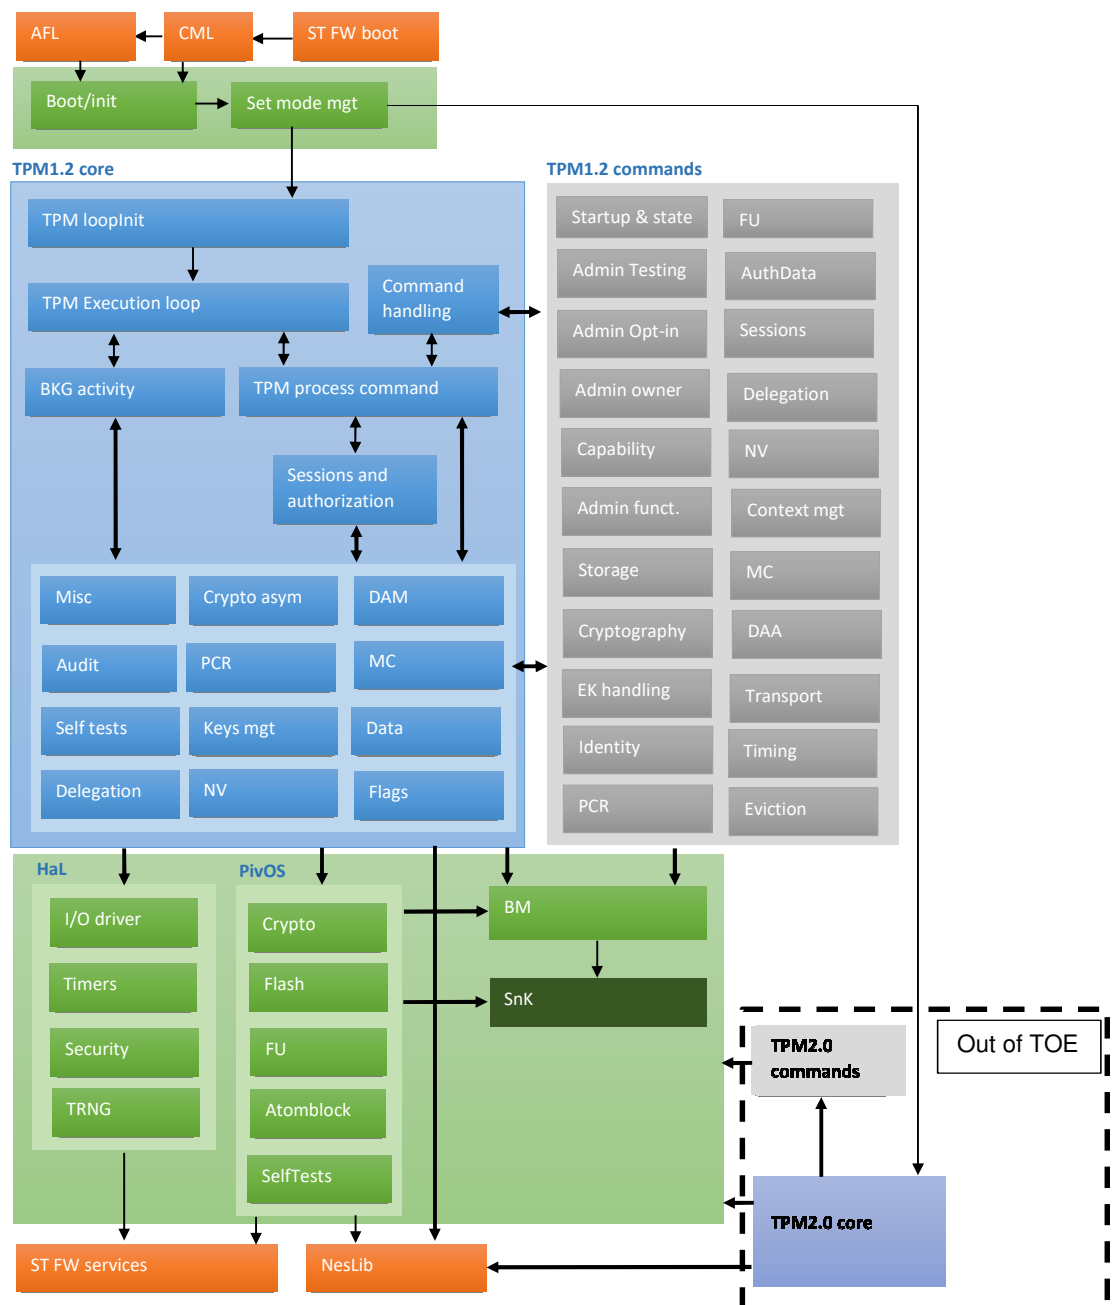 AFL
CML
ST FW boot
Boot/init
Set mode mgt
TPM1.2 core
TPM loopInit
TPM Execution loop
Command
handling
BKG activity
TPM process command
Sessions and
authorization
Misc
Crypto asym
DAM
Audit
PCR
MC
Self tests
Keys mgt
Data
Delegation
NV
Flags
TPM1.2 commands
Startup & state
FU
Admin Testing
AuthData
Admin Opt-in
Sessions
Admin owner
Delegation
Capability
NV
Admin funct.
Context mgt
Storage
MC
Cryptography
DAA
EK handling
Transport
Identity
Timing
PCR
Eviction
HaL
I/O driver
Timers
Security
TRNG
PivOS
Crypto
Flash
FU
Atomblock
SelfTests
BM
SnK
Out of TOE
TPM2.0
commands
TPM2.0 core
ST FW services
NesLib